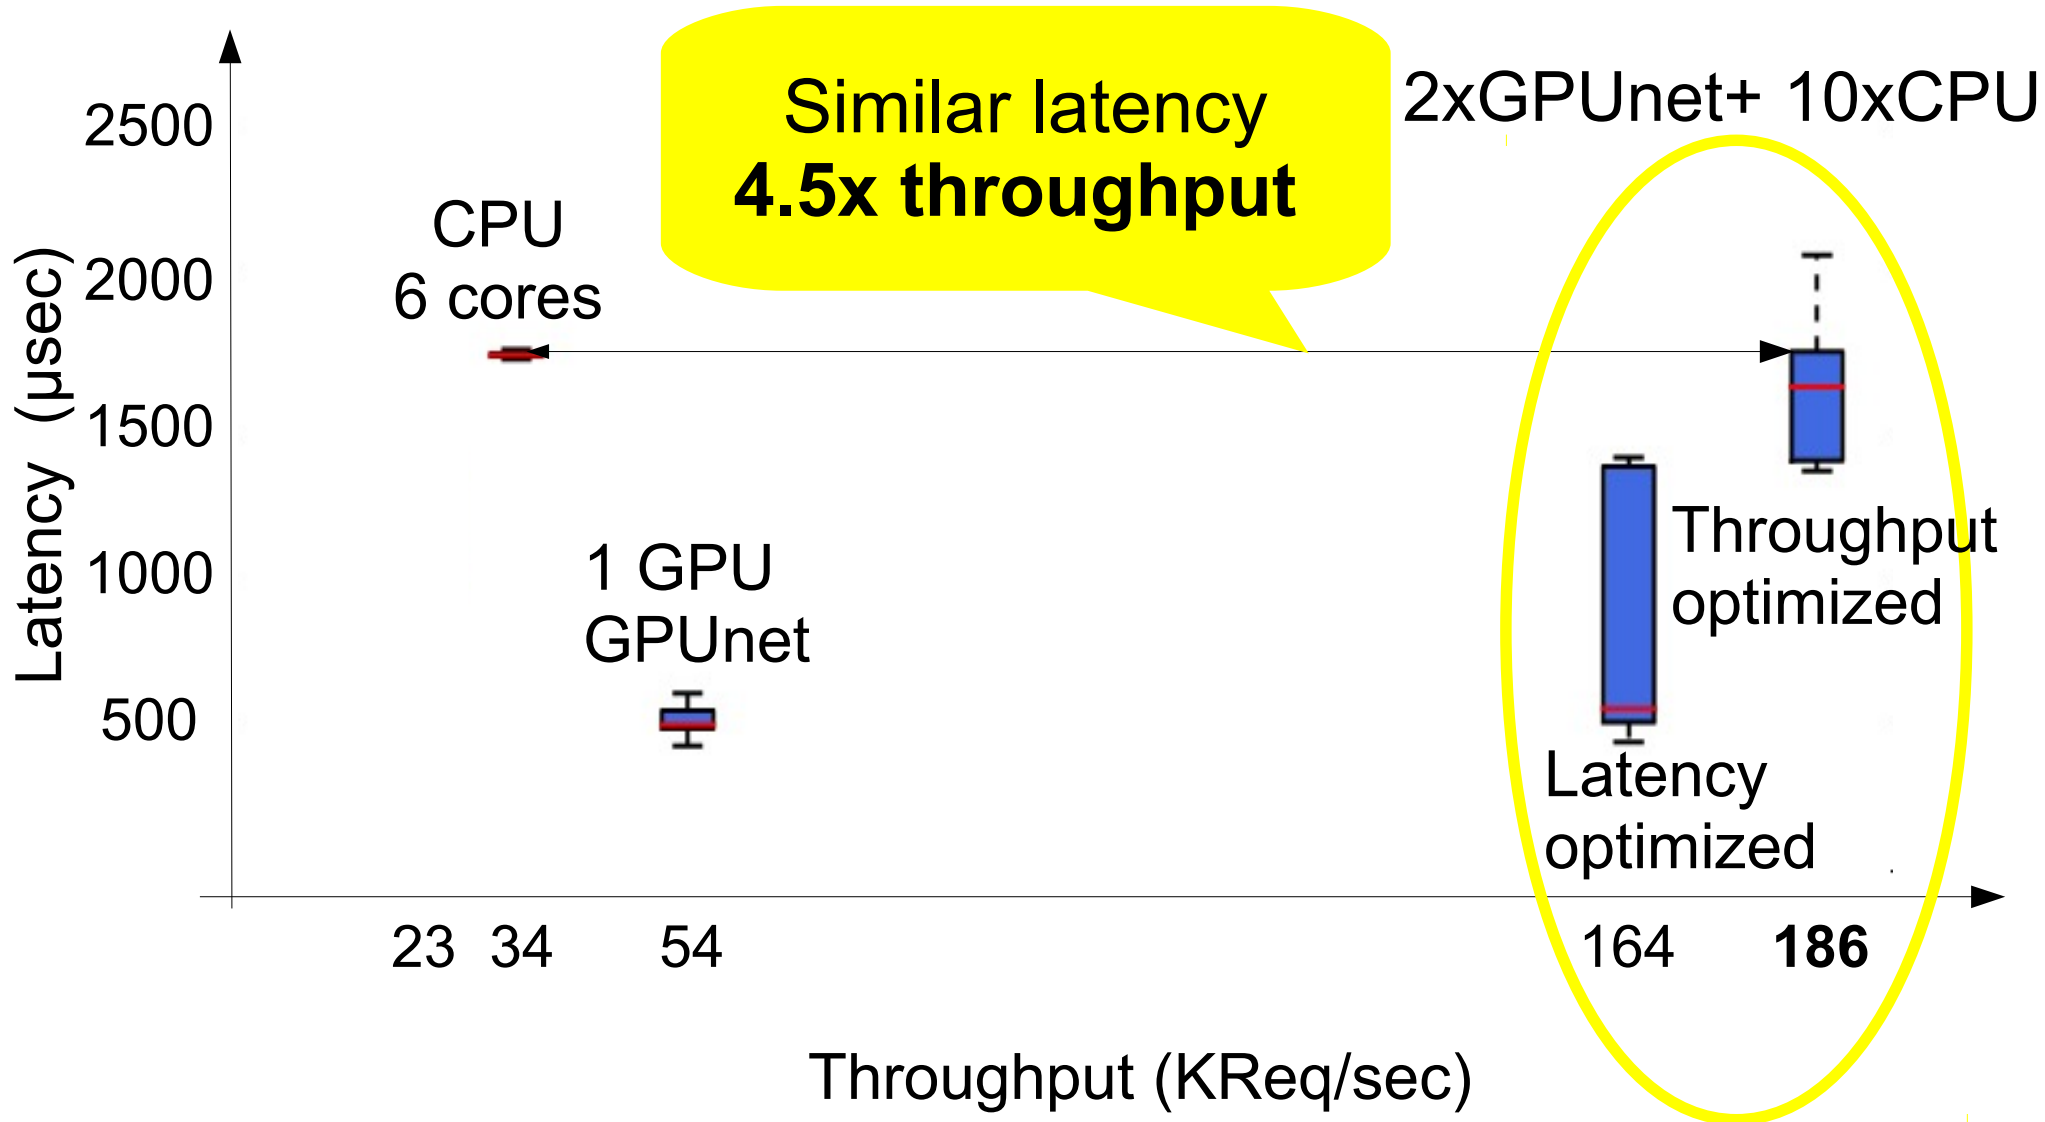 Similar latency
4.5x throughput
2xGPUnet+ 10xCPU
2500
2000
1500
1000
500
Latency (µsec)
CPU
6 cores
1 GPU
GPUnet
Throughput
optimized
Latency
optimized
23 34 54 164 186
Throughput (KReq/sec)